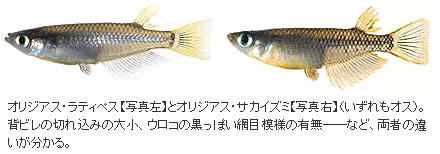 オリジアス・ラティペス【写真左】とオリジアス・サカイズミ【写真右】（いずれもオス）。
背ビレの切れ込みの大小、ウロコの黒っぽい網目模様の有無――など、両者の違
いが分かる。